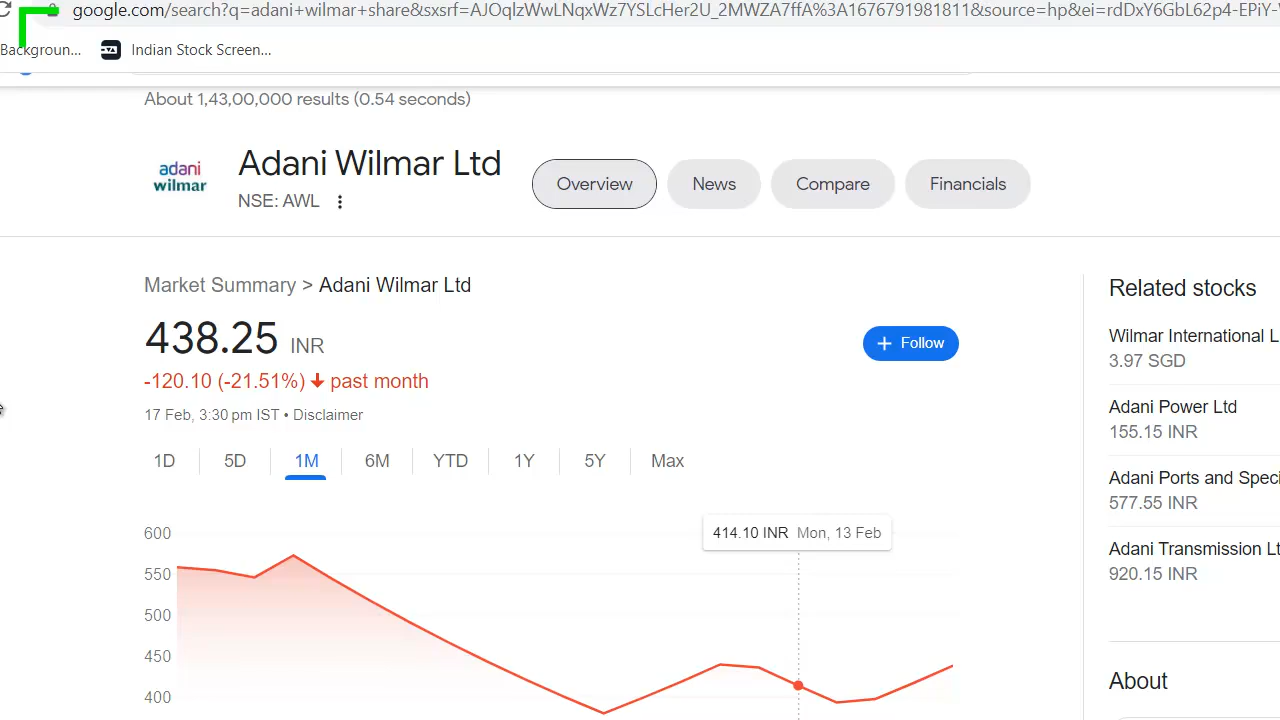 google.com/search?q=adani+wilmar+share&sxsrf=AJOqlzWwLNqxWz7YSLcHer2U_2MWZA7ffA%3A1676791981811&source=hp&ei=rdDxY6GbL62p4-EPiY-
Backgroun... Indian Stock Screen...
About 1,43,00,000 results (0.54 seconds)
adani
wilmar
Adani Wilmar Ltd
NSE: AWL
Overview News Compare Financials
Market Summary > Adani Wilmar Ltd
438.25 INR
Follow
-120.10 (-21.51%) past month
17 Feb, 3:30 pm IST • Disclaimer
1D 5D 1M 6M YTD 1Y 5Y Max
414.10 INR Mon, 13 Feb
600
550
500
450
400
Related stocks
Wilmar International L
3.97 SGD
Adani Power Ltd
155.15 INR
Adani Ports and Speci
577.55 INR
Adani Transmission Lt
920.15 INR
About